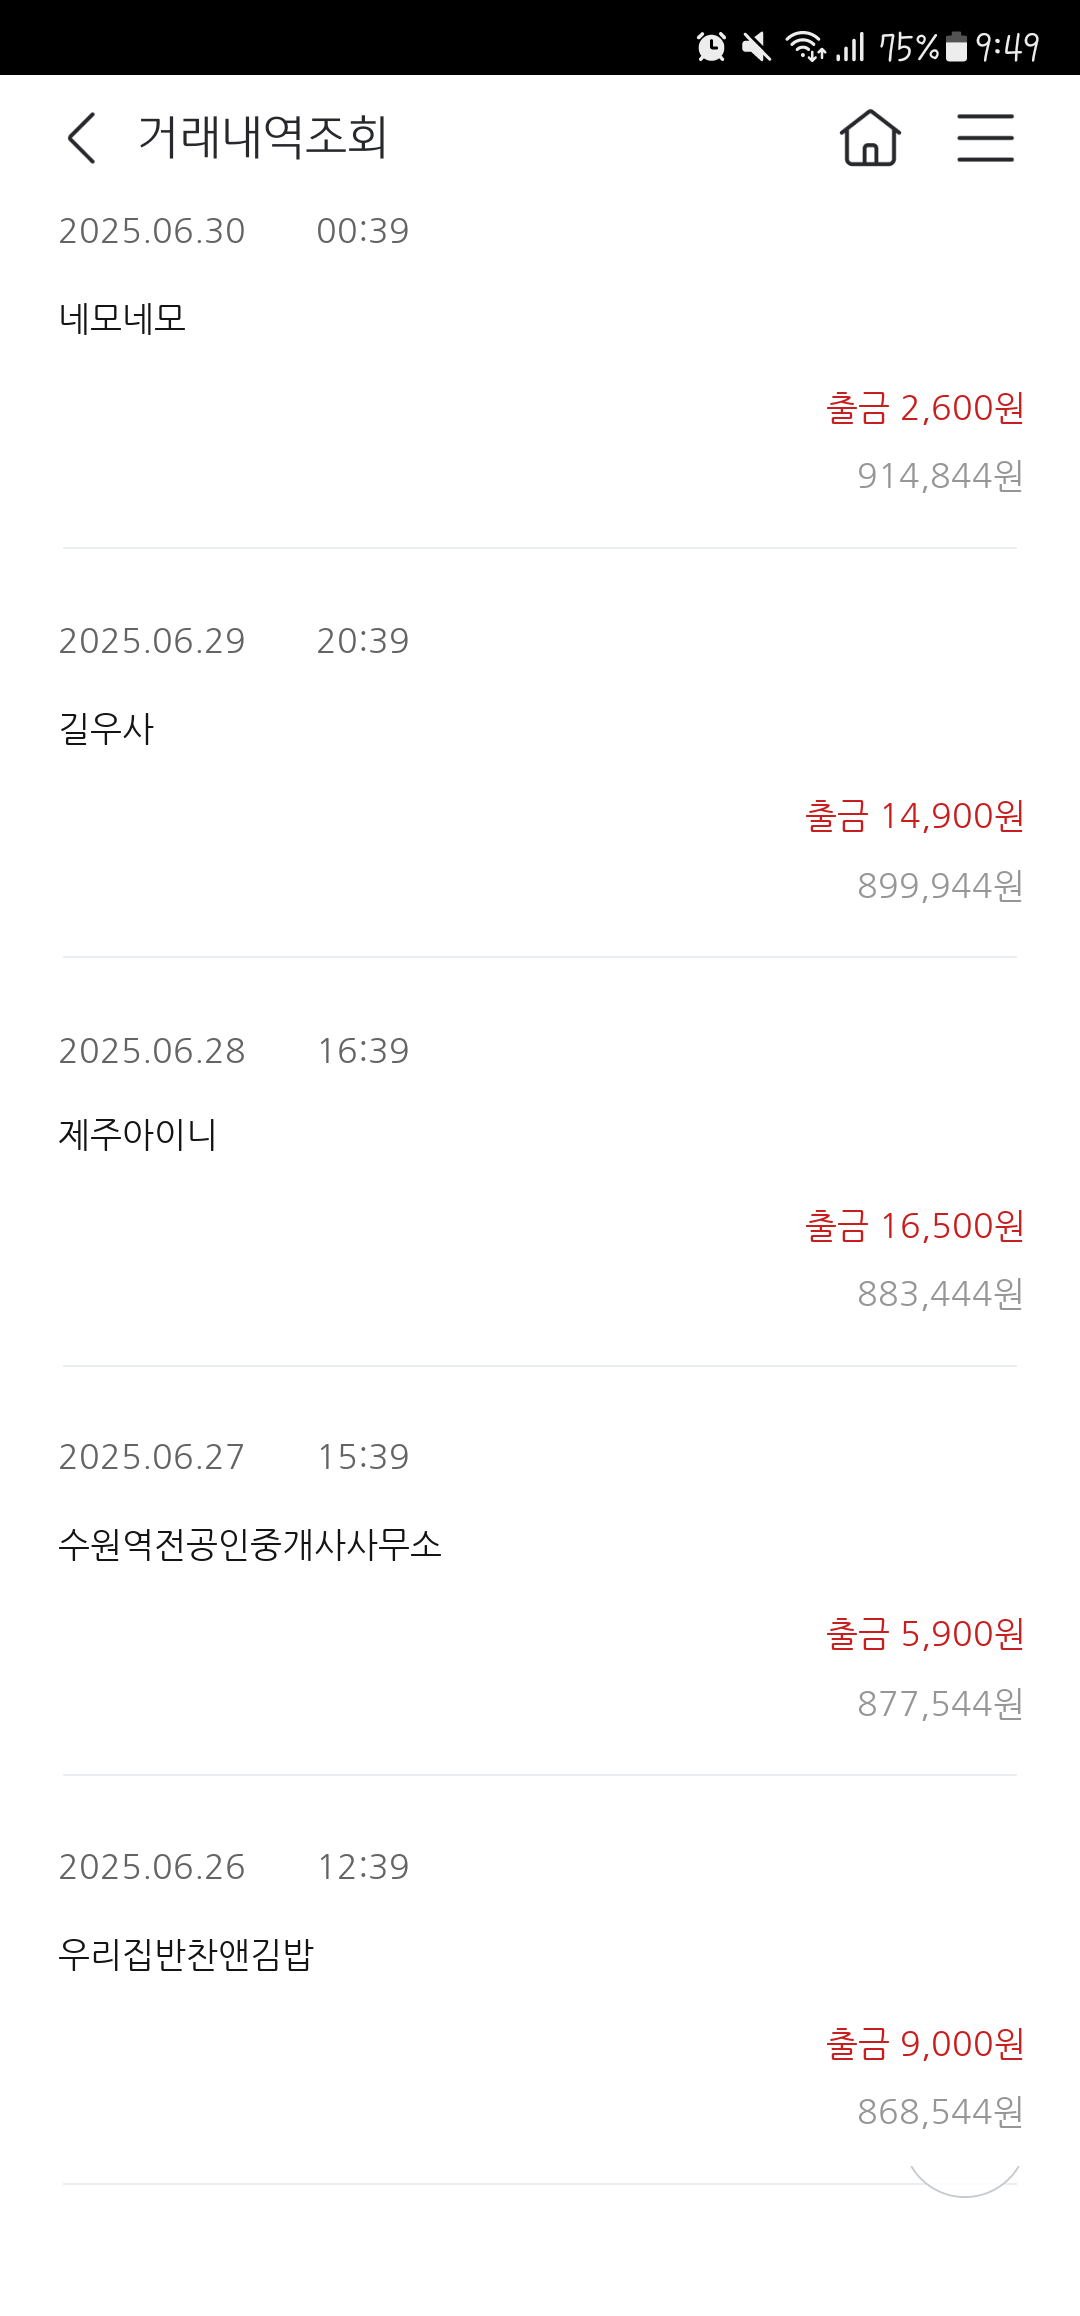 75% 9:49
거래내역조회
2025.06.30 00:39
네모네모
출금 2,600원
914,844원
2025.06.29 20:39
길우사
출금 14,900원
899,944원
2025.06.28 16:39
제주아이니
출금 16,500원
883,444원
2025.06.27 15:39
수원역전공인중개사사무소
출금 5,900원
877,544원
2025.06.26 12:39
우리집반찬앤김밥
출금 9,000원
868,544원